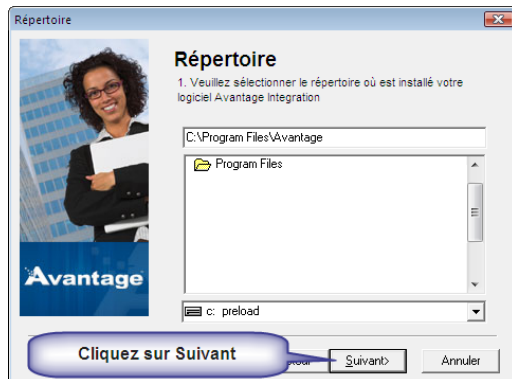 Répertoire
Répertoire
1. Veuillez sélectionner le répertoire où est installé votre
logiciel Avantage Integration
C:\Program Files\Avantage
Program Files
Avantage
c: preload
Cliquez sur Suivant
Suivant>
Annuler